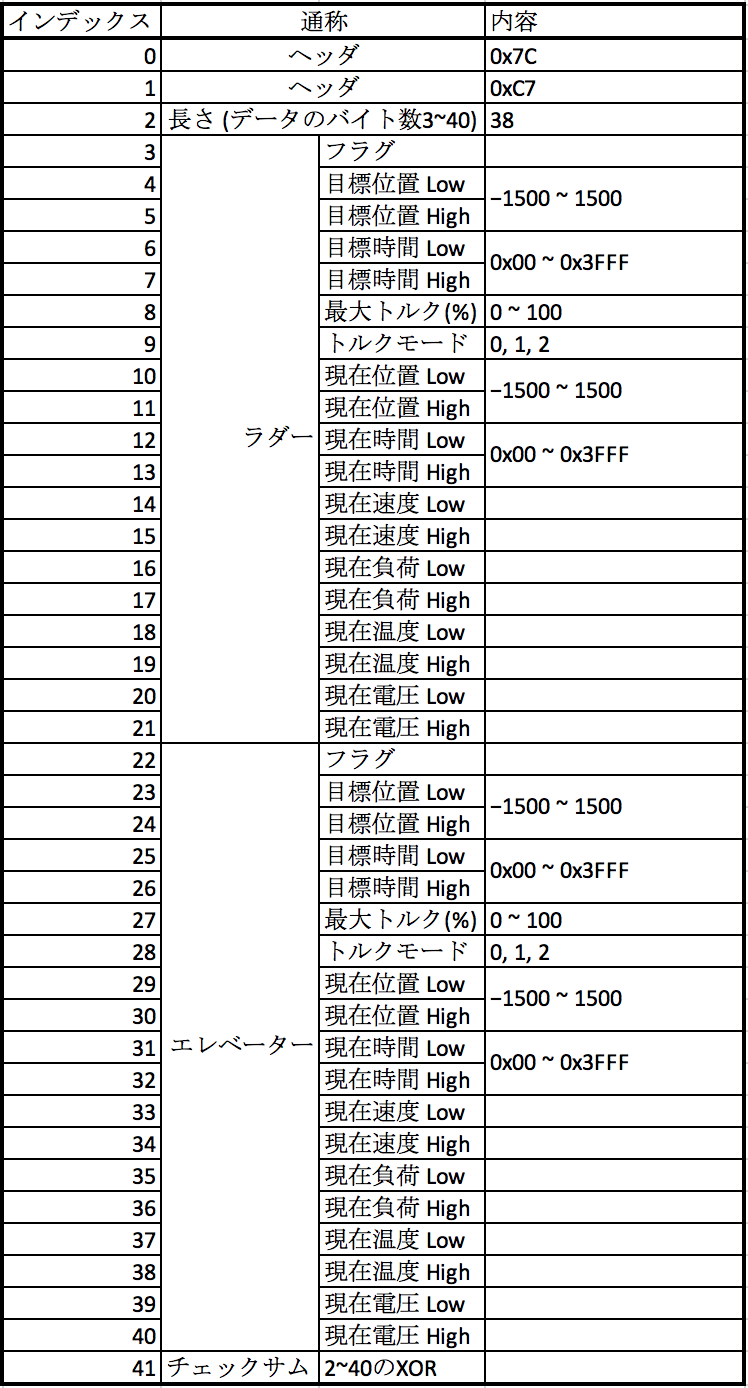 インデックス 通称 内容
0 ヘッダ 0x7C
1 ヘッダ 0xC7
2 長さ (データのバイト数3~40) 38
3 フラグ
4 目標位置 Low
−1500 ~ 1500
5 目標位置 High
6 目標時間 Low
0x00 ~ 0x3FFF
7 目標時間 High
8 最大トルク(%) 0 ~ 100
9 トルクモード 0, 1, 2
10 現在位置 Low
−1500 ~ 1500
11 現在位置 High
ラダー
12 現在時間 Low
0x00 ~ 0x3FFF
13 現在時間 High
14 現在速度 Low
15 現在速度 High
16 現在負荷 Low
17 現在負荷 High
18 現在温度 Low
19 現在温度 High
20 現在電圧 Low
21 現在電圧 High
22 フラグ
23 目標位置 Low
−1500 ~ 1500
24 目標位置 High
25 目標時間 Low
0x00 ~ 0x3FFF
26 目標時間 High
27 最大トルク(%) 0 ~ 100
28 トルクモード 0, 1, 2
29 現在位置 Low
−1500 ~ 1500
30 現在位置 High
エレベーター
31 現在時間 Low
0x00 ~ 0x3FFF
32 現在時間 High
33 現在速度 Low
34 現在速度 High
35 現在負荷 Low
36 現在負荷 High
37 現在温度 Low
38 現在温度 High
39 現在電圧 Low
40 現在電圧 High
41 チェックサム 2~40のXOR